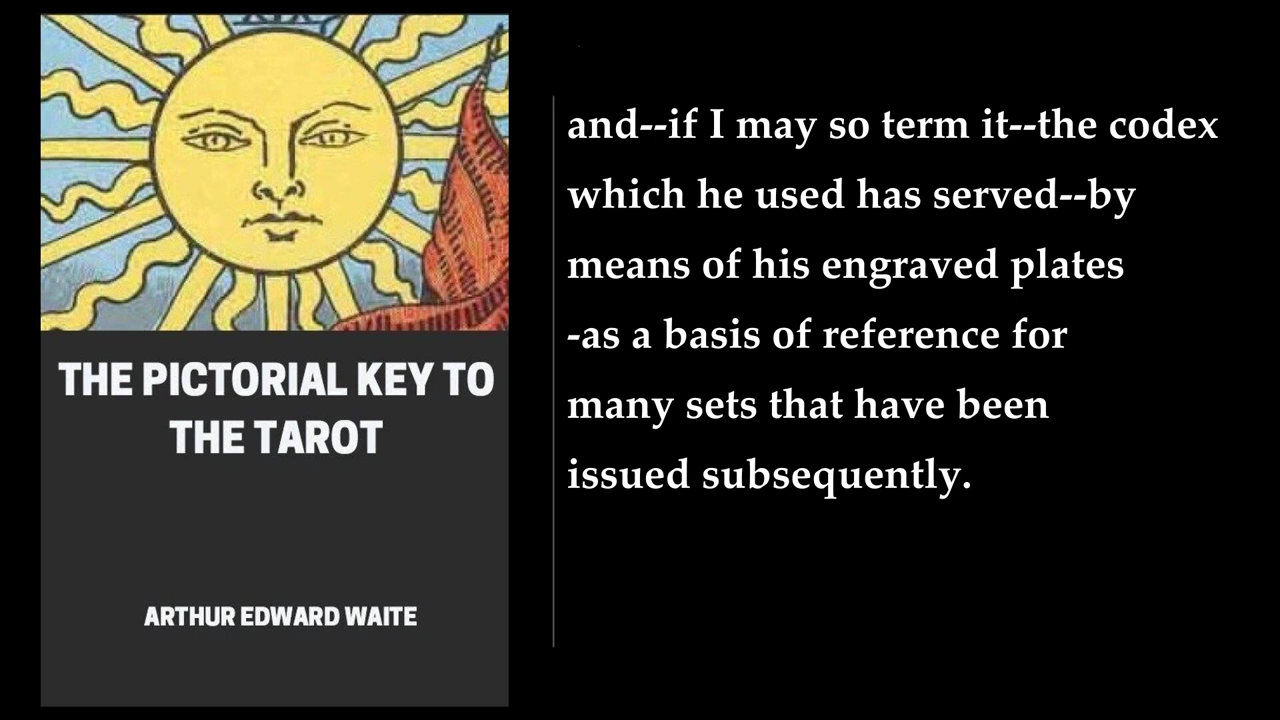 THE PICTORIAL KEY TO
THE TAROT
ARTHUR EDWARD WAITE
and--if I may so term it--the codex
which he used has served--by
means of his engraved plates
-as a basis of reference for
many sets that have been
issued subsequently.